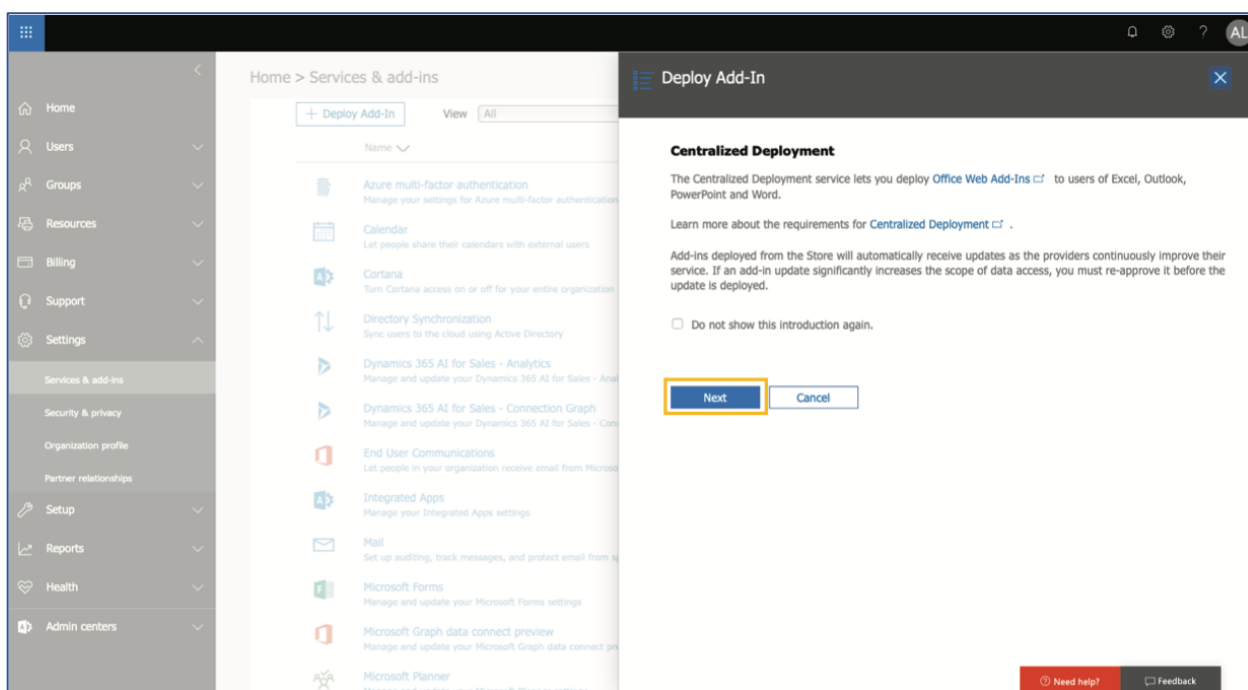 AL
Home
Users
Groups
Resources
Billing
Support
Settings
Services & add-ins
Security & privacy
Organization profile
Partner relationships
Setup
Reports
Health
Admin centers
Home > Services & add-ins
+ Deploy Add-In View All
Name
Azure multi-factor authentication
Manage your settings for Azure multi-factor authentication
Calendar
Let people share their calendars with external users
Cortana
Turn Cortana access on or off for your entire organization
Directory Synchronization
Sync users to the cloud using Active Directory
Dynamics 365 AI for Sales - Analytics
Manage and update your Dynamics 365 AI for Sales - Anal
Dynamics 365 AI for Sales - Connection Graph
Manage and update your Dynamics 365 AI for Sales - Con
End User Communications
Let people in your organization receive email from Microso
Integrated Apps
Manage your Integrated Apps settings
Mail
Set up auditing, track messages, and protect email from s
Microsoft Forms
Manage and update your Microsoft Forms settings
Microsoft Graph data connect preview
Manage and update your Microsoft Graph data connect pr
Microsoft Planner
Deploy Add-In
Centralized Deployment
The Centralized Deployment service lets you deploy Office Web Add-Ins to users of Excel, Outlook,
PowerPoint and Word.
Learn more about the requirements for Centralized Deployment .
Add-ins deployed from the Store will automatically receive updates as the providers continuously improve their
service. If an add-in update significantly increases the scope of data access, you must re-approve it before the
update is deployed.
Do not show this introduction again.
Next Cancel
Need help? Feedback